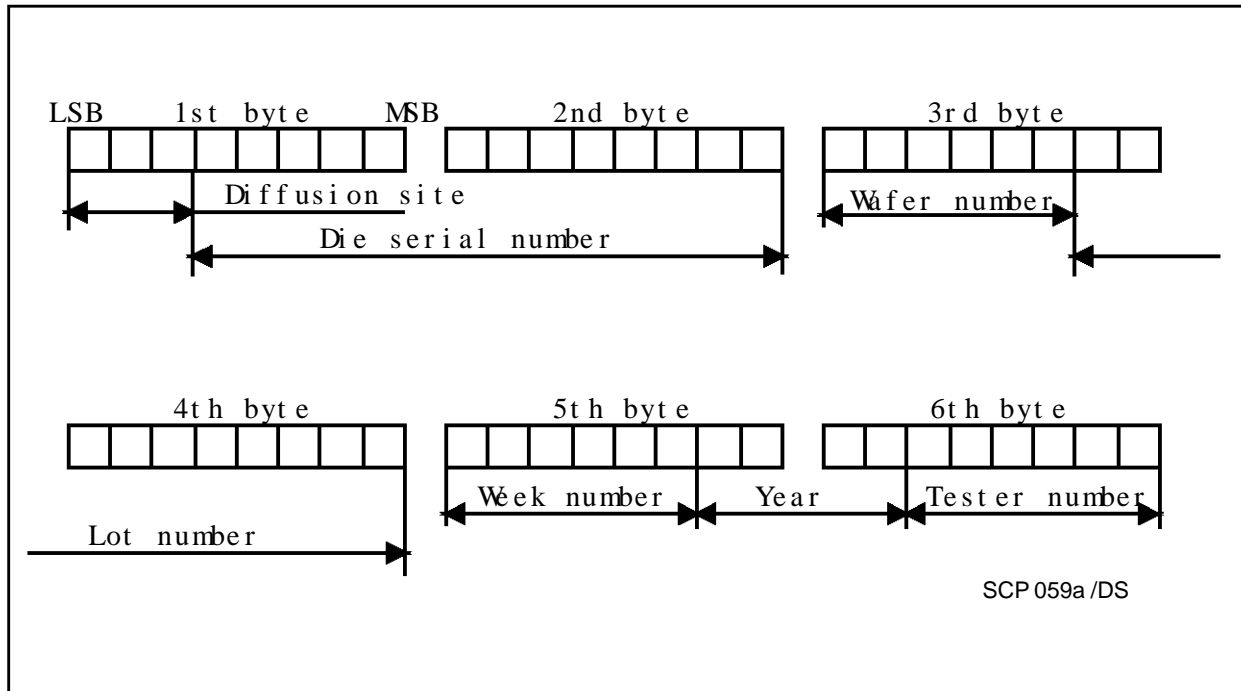 LSB 1st byte MSB 2nd byte 3rd byte
Diffusion site
Wafer number
Die serial number
4th byte 5th byte 6th byte
Week number Year Tester number
Lot number
SCP 059a /DS